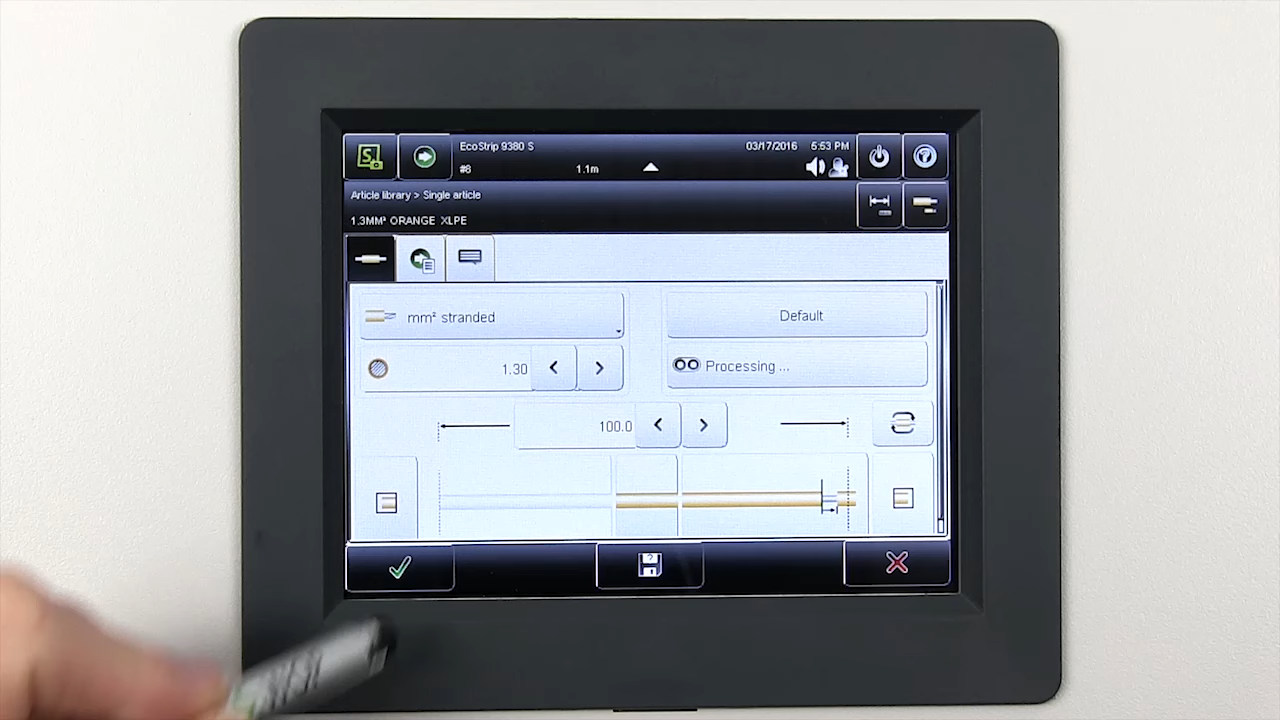 EcoStrip 9380 S
03/17/2016 5:53 PM
#8 1.1m
Article library > Single article
1.3MM² ORANGE XLPE
mm² stranded
Default
1.30
Processing ...
100.0